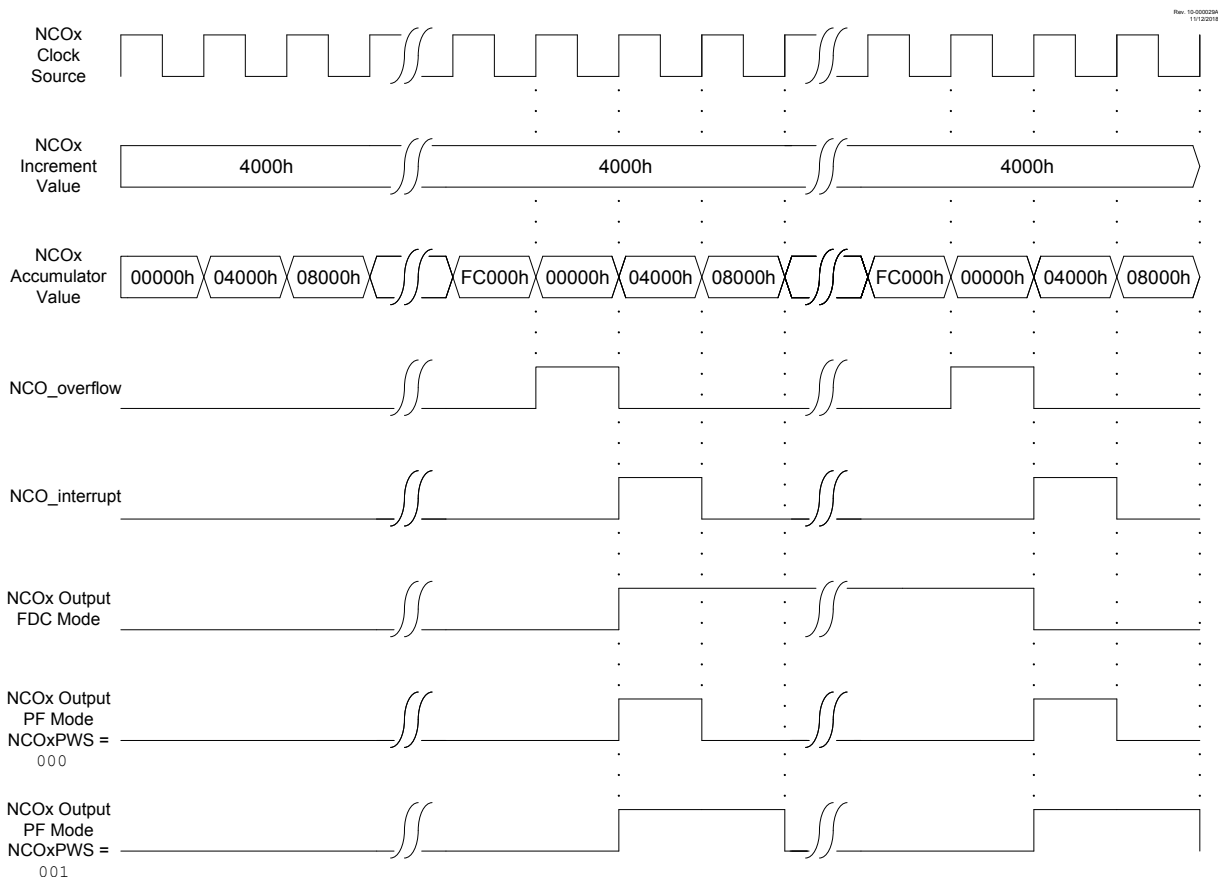 Rev. 10-000029A
11/12/2018
NCOx
Clock
Source
NCOx
Increment
Value
4000h
4000h
4000h
NCOx
Accumulator
Value
00000h
04000h
08000h
FC000h
00000h
04000h
08000h
FC000h
00000h
04000h
08000h
NCO_overflow
NCO_interrupt
NCOx Output
FDC Mode
NCOx Output
PF Mode
NCOxPWS =
000
NCOx Output
PF Mode
NCOxPWS =
001